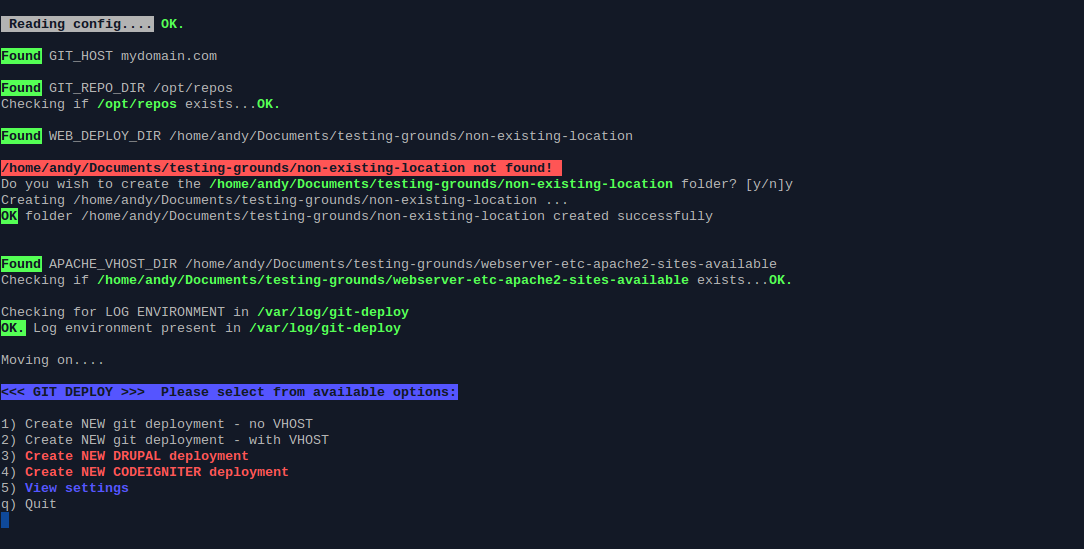 Reading config.... OK.
Found GIT_HOST mydomain.com
Found GIT_REPO_DIR /opt/repos
Checking if /opt/repos exists...OK.
Found WEB_DEPLOY_DIR /home/andy/Documents/testing-grounds/non-existing-location
/home/andy/Documents/testing-grounds/non-existing-location not found!
Do you wish to create the /home/andy/Documents/testing-grounds/non-existing-location folder? [y/n]y
Creating /home/andy/Documents/testing-grounds/non-existing-location ...
OK folder /home/andy/Documents/testing-grounds/non-existing-location created successfully
Found APACHE_VHOST_DIR /home/andy/Documents/testing-grounds/webserver-etc-apache2-sites-available
Checking if /home/andy/Documents/testing-grounds/webserver-etc-apache2-sites-available exists...OK.
Checking for LOG ENVIRONMENT in /var/log/git-deploy
OK. Log environment present in /var/log/git-deploy
Moving on....
<<< GIT DEPLOY >>>  Please select from available options:
1) Create NEW git deployment - no VHOST
2) Create NEW git deployment - with VHOST
3) Create NEW DRUPAL deployment
4) Create NEW CODEIGNITER deployment
5) View settings
q) Quit